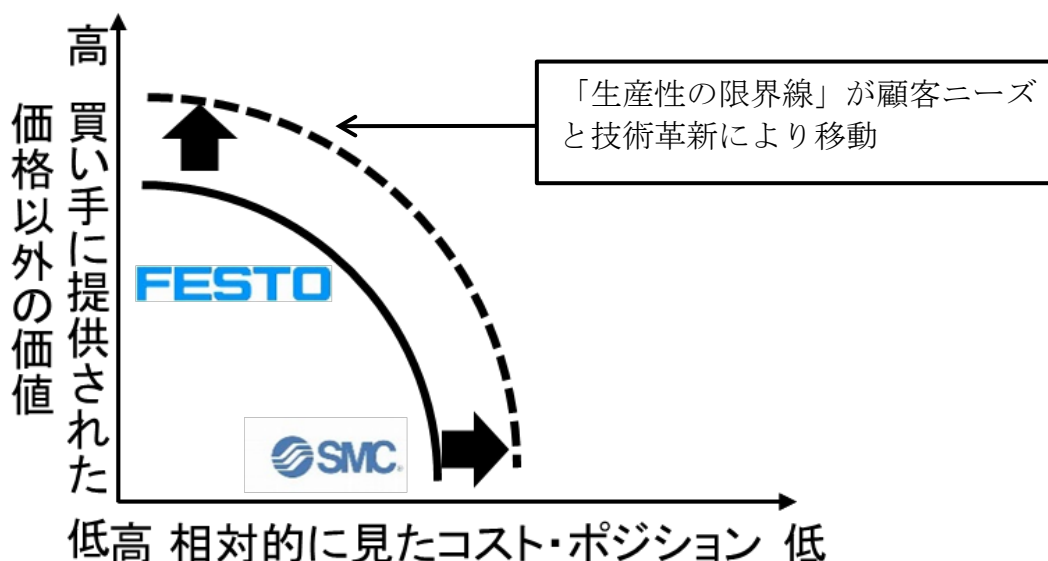 高
買い手に提供された
価格以外の価値
低
「生産性の限界線」が顧客ニーズ
と技術革新により移動
FESTO
SMC
高 相対的に見たコスト・ポジション 低